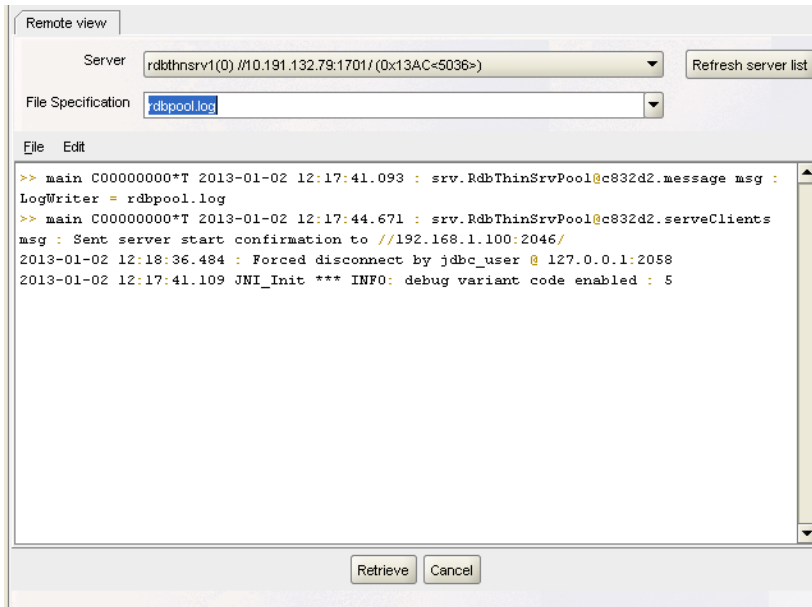 Remote view
Server
rdbthnsrv1(0) //10.191.132.79:1701/ (0x13AC<5036>)
Refresh server list
File Specification
rdbpool.log
File Edit
>> main C00000000*T 2013-01-02 12:17:41.093 : srv.RdbThinSrvPool@c832d2.message msg :
LogWriter = rdbpool.log
>> main C00000000*T 2013-01-02 12:17:44.671 : srv.RdbThinSrvPool@c832d2.serveClients
msg : Sent server start confirmation to //192.168.1.100:2046/
2013-01-02 12:18:36.484 : Forced disconnect by jdbc_user @ 127.0.0.1:2058
2013-01-02 12:17:41.109 JNI_Init *** INFO: debug variant code enabled : 5
Retrieve Cancel